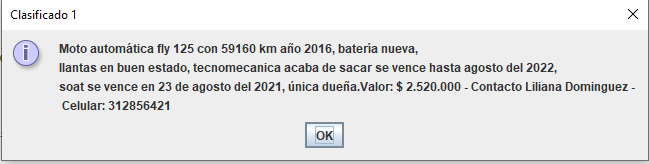 Clasificado 1
Moto automática fly 125 con 59160 km año 2016, batería nueva,
llantas en buen estado, tecnomecanica acaba de sacar se vence hasta agosto del 2022,
soat se vence en 23 de agosto del 2021, única dueña.Valor: $ 2.520.000 - Contacto Liliana Dominguez -
Celular: 312856421
OK